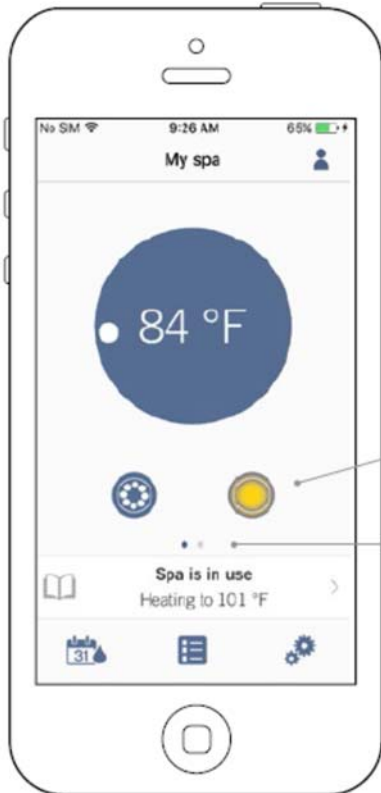 No SIM 9:26 AM 65%
My spa
84 °F
Spa is in use
Heating to 101 °F
31